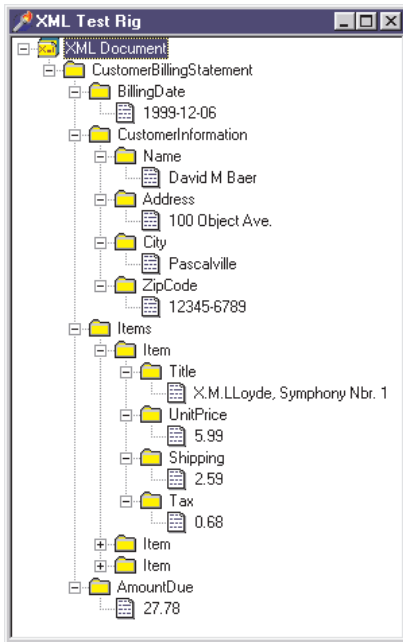 XML Test Rig
XML Document
CustomerBillingStatement
BillingDate
1999-12-06
CustomerInformation
Name
David M Baer
Address
100 Object Ave.
City
Pascalville
ZipCode
12345-6789
Items
Item
Title
X.M.LLoyde, Symphony Nbr. 1
UnitPrice
5.99
Shipping
2.59
Tax
0.68
Item
Item
AmountDue
27.78